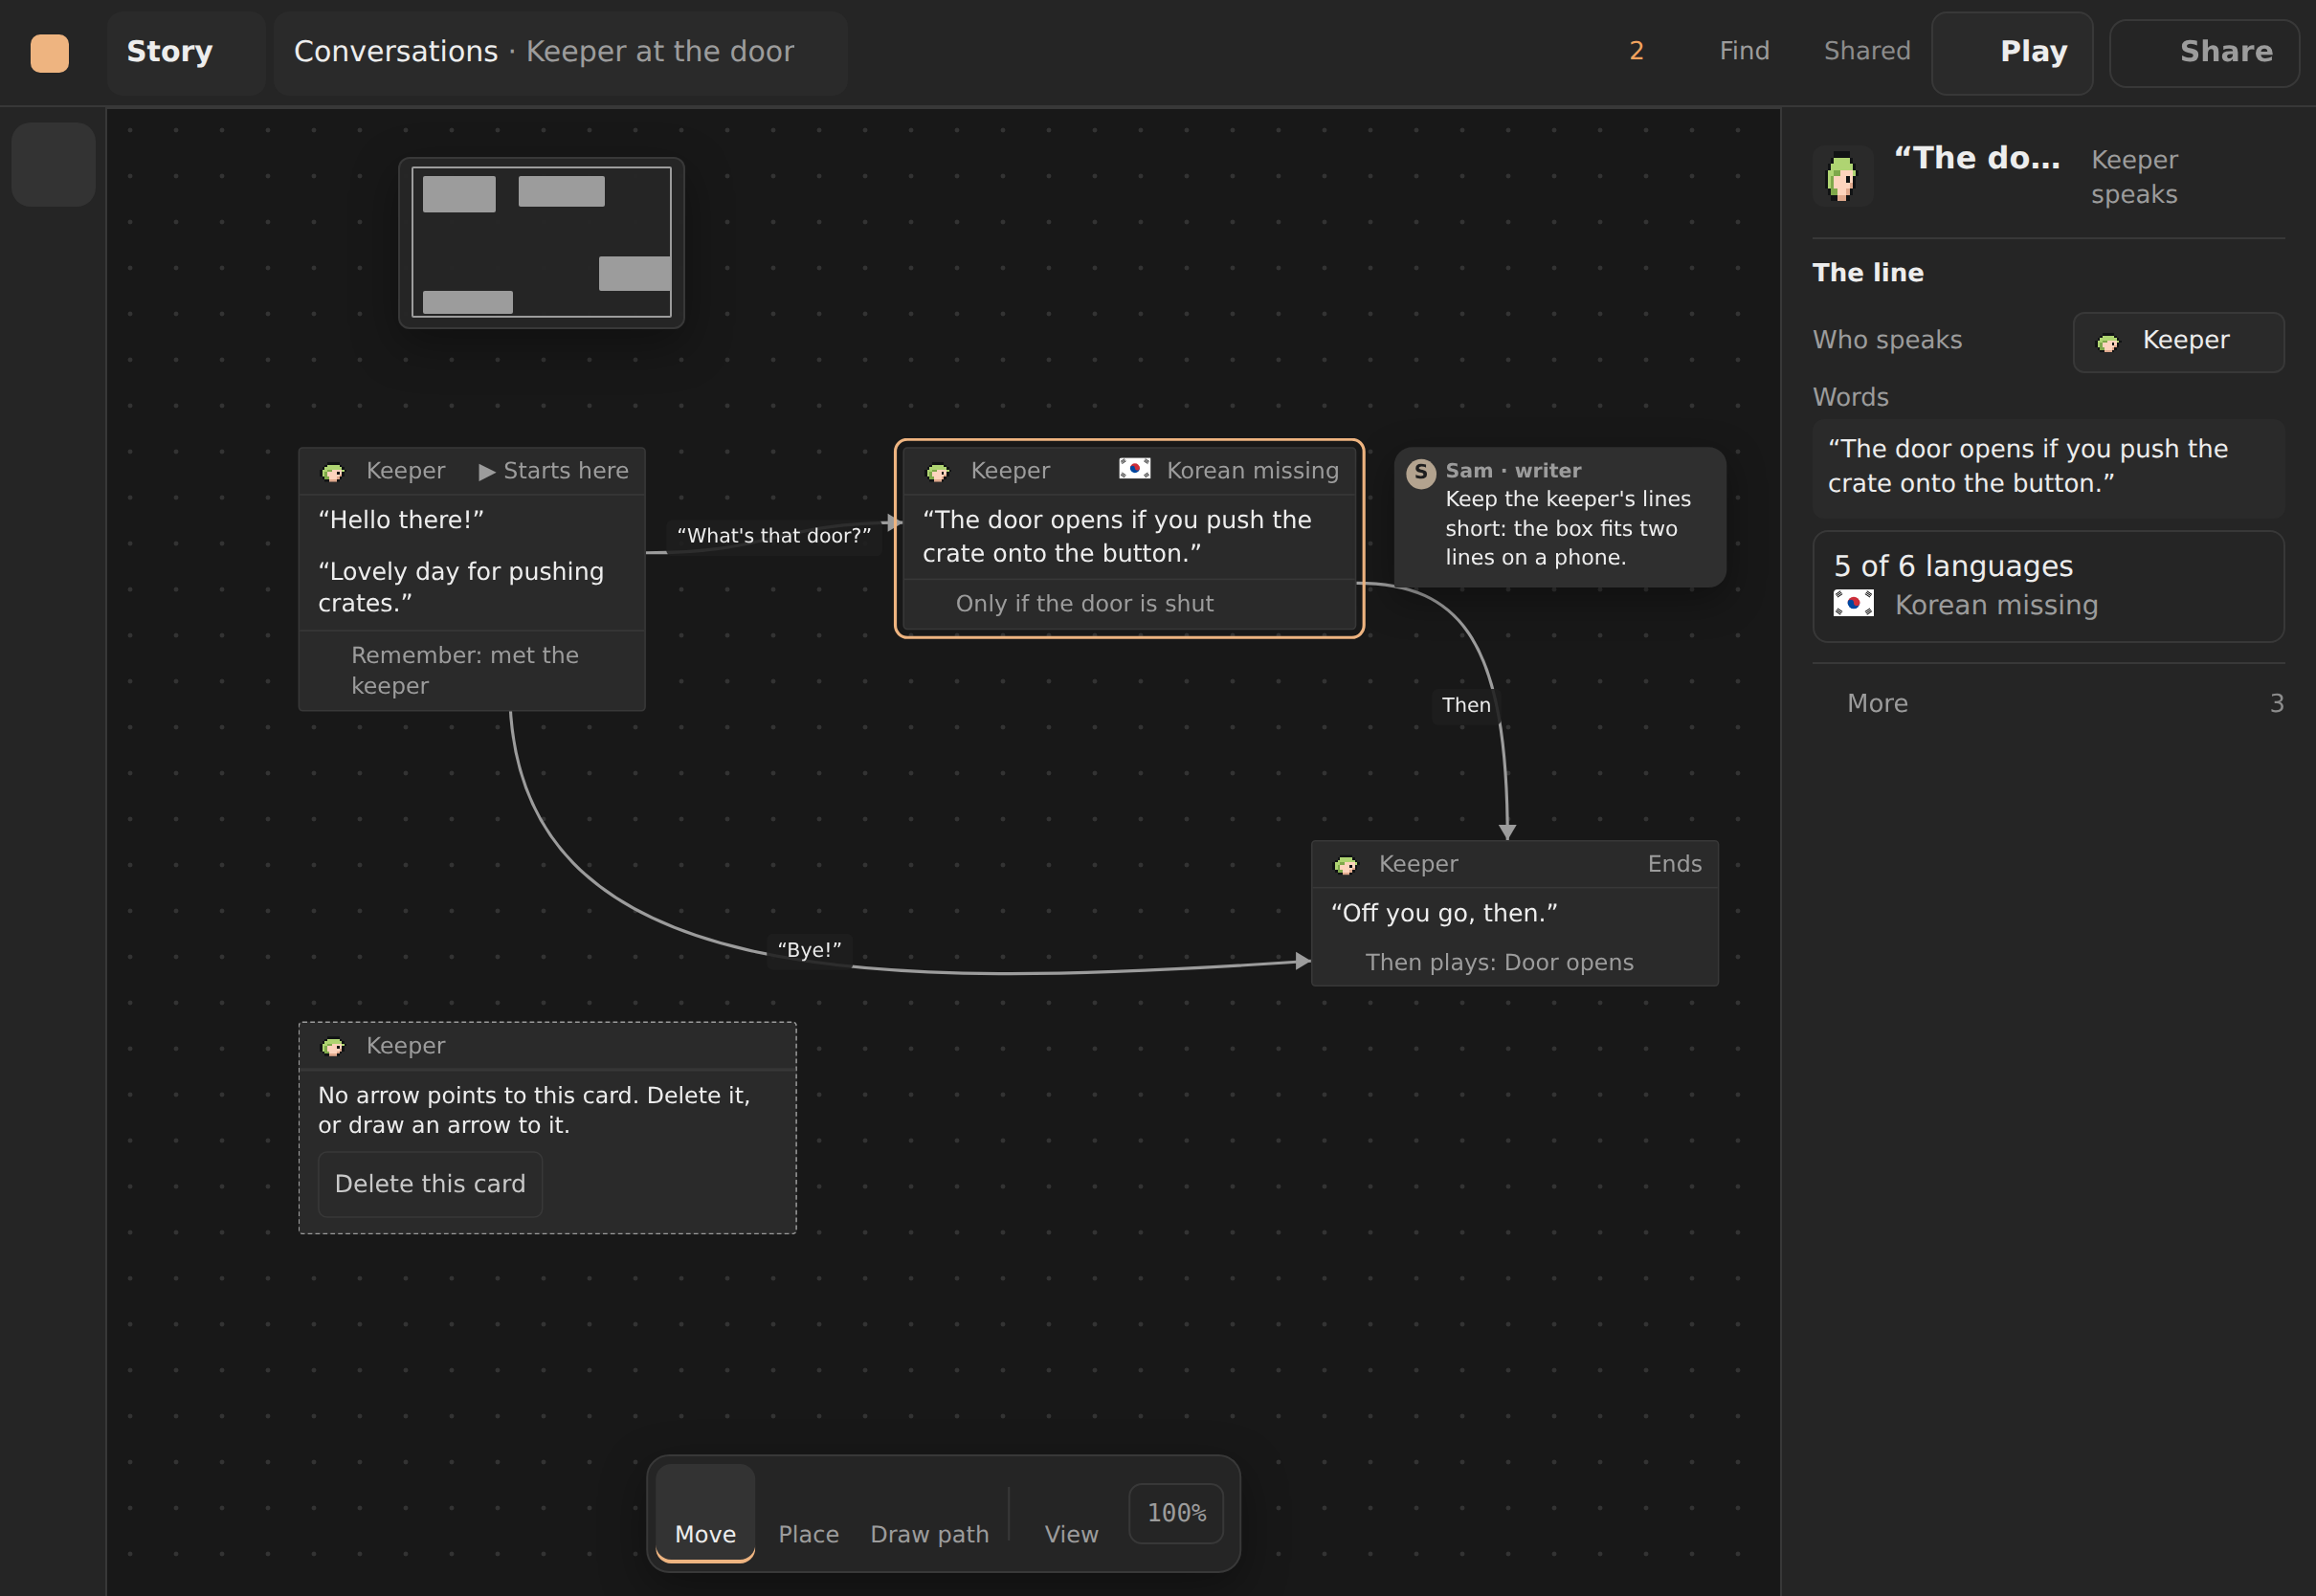 Story
Conversations · Keeper at the door
2
Find
Shared
Play
Share
“The do…
Keeper
speaks
The line
Who speaks
Keeper
Words
“The door opens if you push the
crate onto the button.”
5 of 6 languages
Korean missing
More
3
Keeper
▶ Starts here
“Hello there!”
“Lovely day for pushing
crates.”
Remember: met the
keeper
“What's that door?”
Keeper
Korean missing
“The door opens if you push the
crate onto the button.”
Only if the door is shut
S
Sam · writer
Keep the keeper's lines
short: the box fits two
lines on a phone.
Then
Keeper
Ends
“Off you go, then.”
Then plays: Door opens
“Bye!”
Keeper
No arrow points to this card. Delete it,
or draw an arrow to it.
Delete this card
Move
Place
Draw path
View
100%